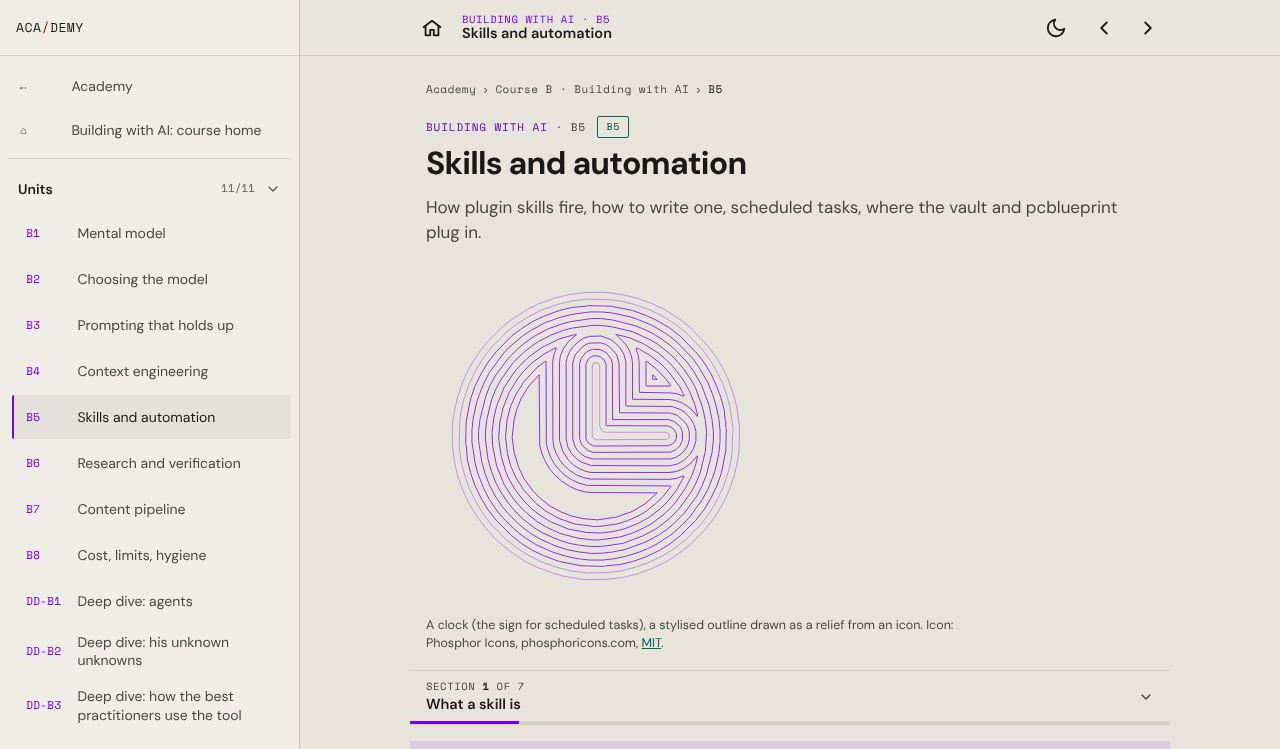 ACA/DEMY
← Academy
⌂ Building with AI: course home
Units 11/11
B1 Mental model
B2 Choosing the model
B3 Prompting that holds up
B4 Context engineering
B5 Skills and automation
B6 Research and verification
B7 Content pipeline
B8 Cost, limits, hygiene
DD-B1 Deep dive: agents
DD-B2 Deep dive: his unknown
unknowns
DD-B3 Deep dive: how the best
practitioners use the tool
BUILDING WITH AI · B5
Skills and automation
Academy › Course B · Building with AI › B5
BUILDING WITH AI · B5 B5
Skills and automation
How plugin skills fire, how to write one, scheduled tasks, where the vault and pcblueprint
plug in.
A clock (the sign for scheduled tasks), a stylised outline drawn as a relief from an icon. Icon:
Phosphor Icons, phosphoricons.com, MIT.
SECTION 1 OF 7
What a skill is